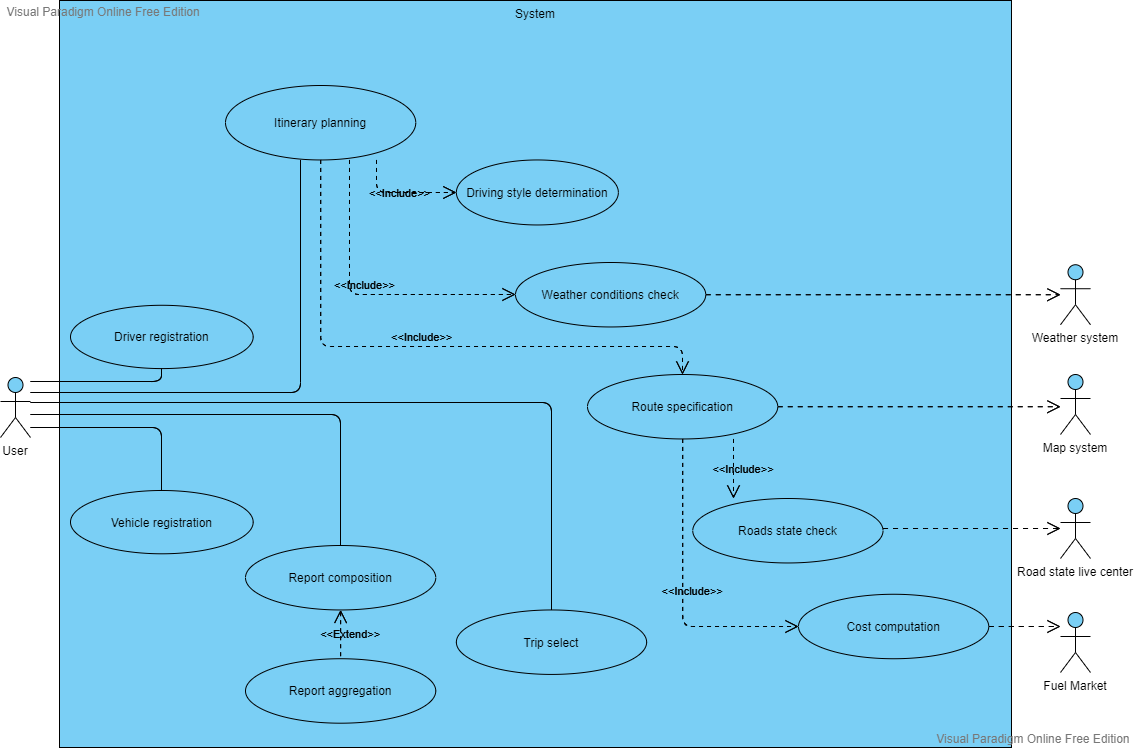 Visual Paradigm Online Free Edition
System
Itinerary planning
<<Include>>
Driving style determination
<<Include>>
Weather conditions check
Weather system
Driver registration
<<Include>>
Route specification
Map system
User
<<Include>>
Vehicle registration
Roads state check
Road state live center
Report composition
<<Include>>
<<Extend>>
Trip select
Cost computation
Report aggregation
Fuel Market
Visual Paradigm Online Free Edition